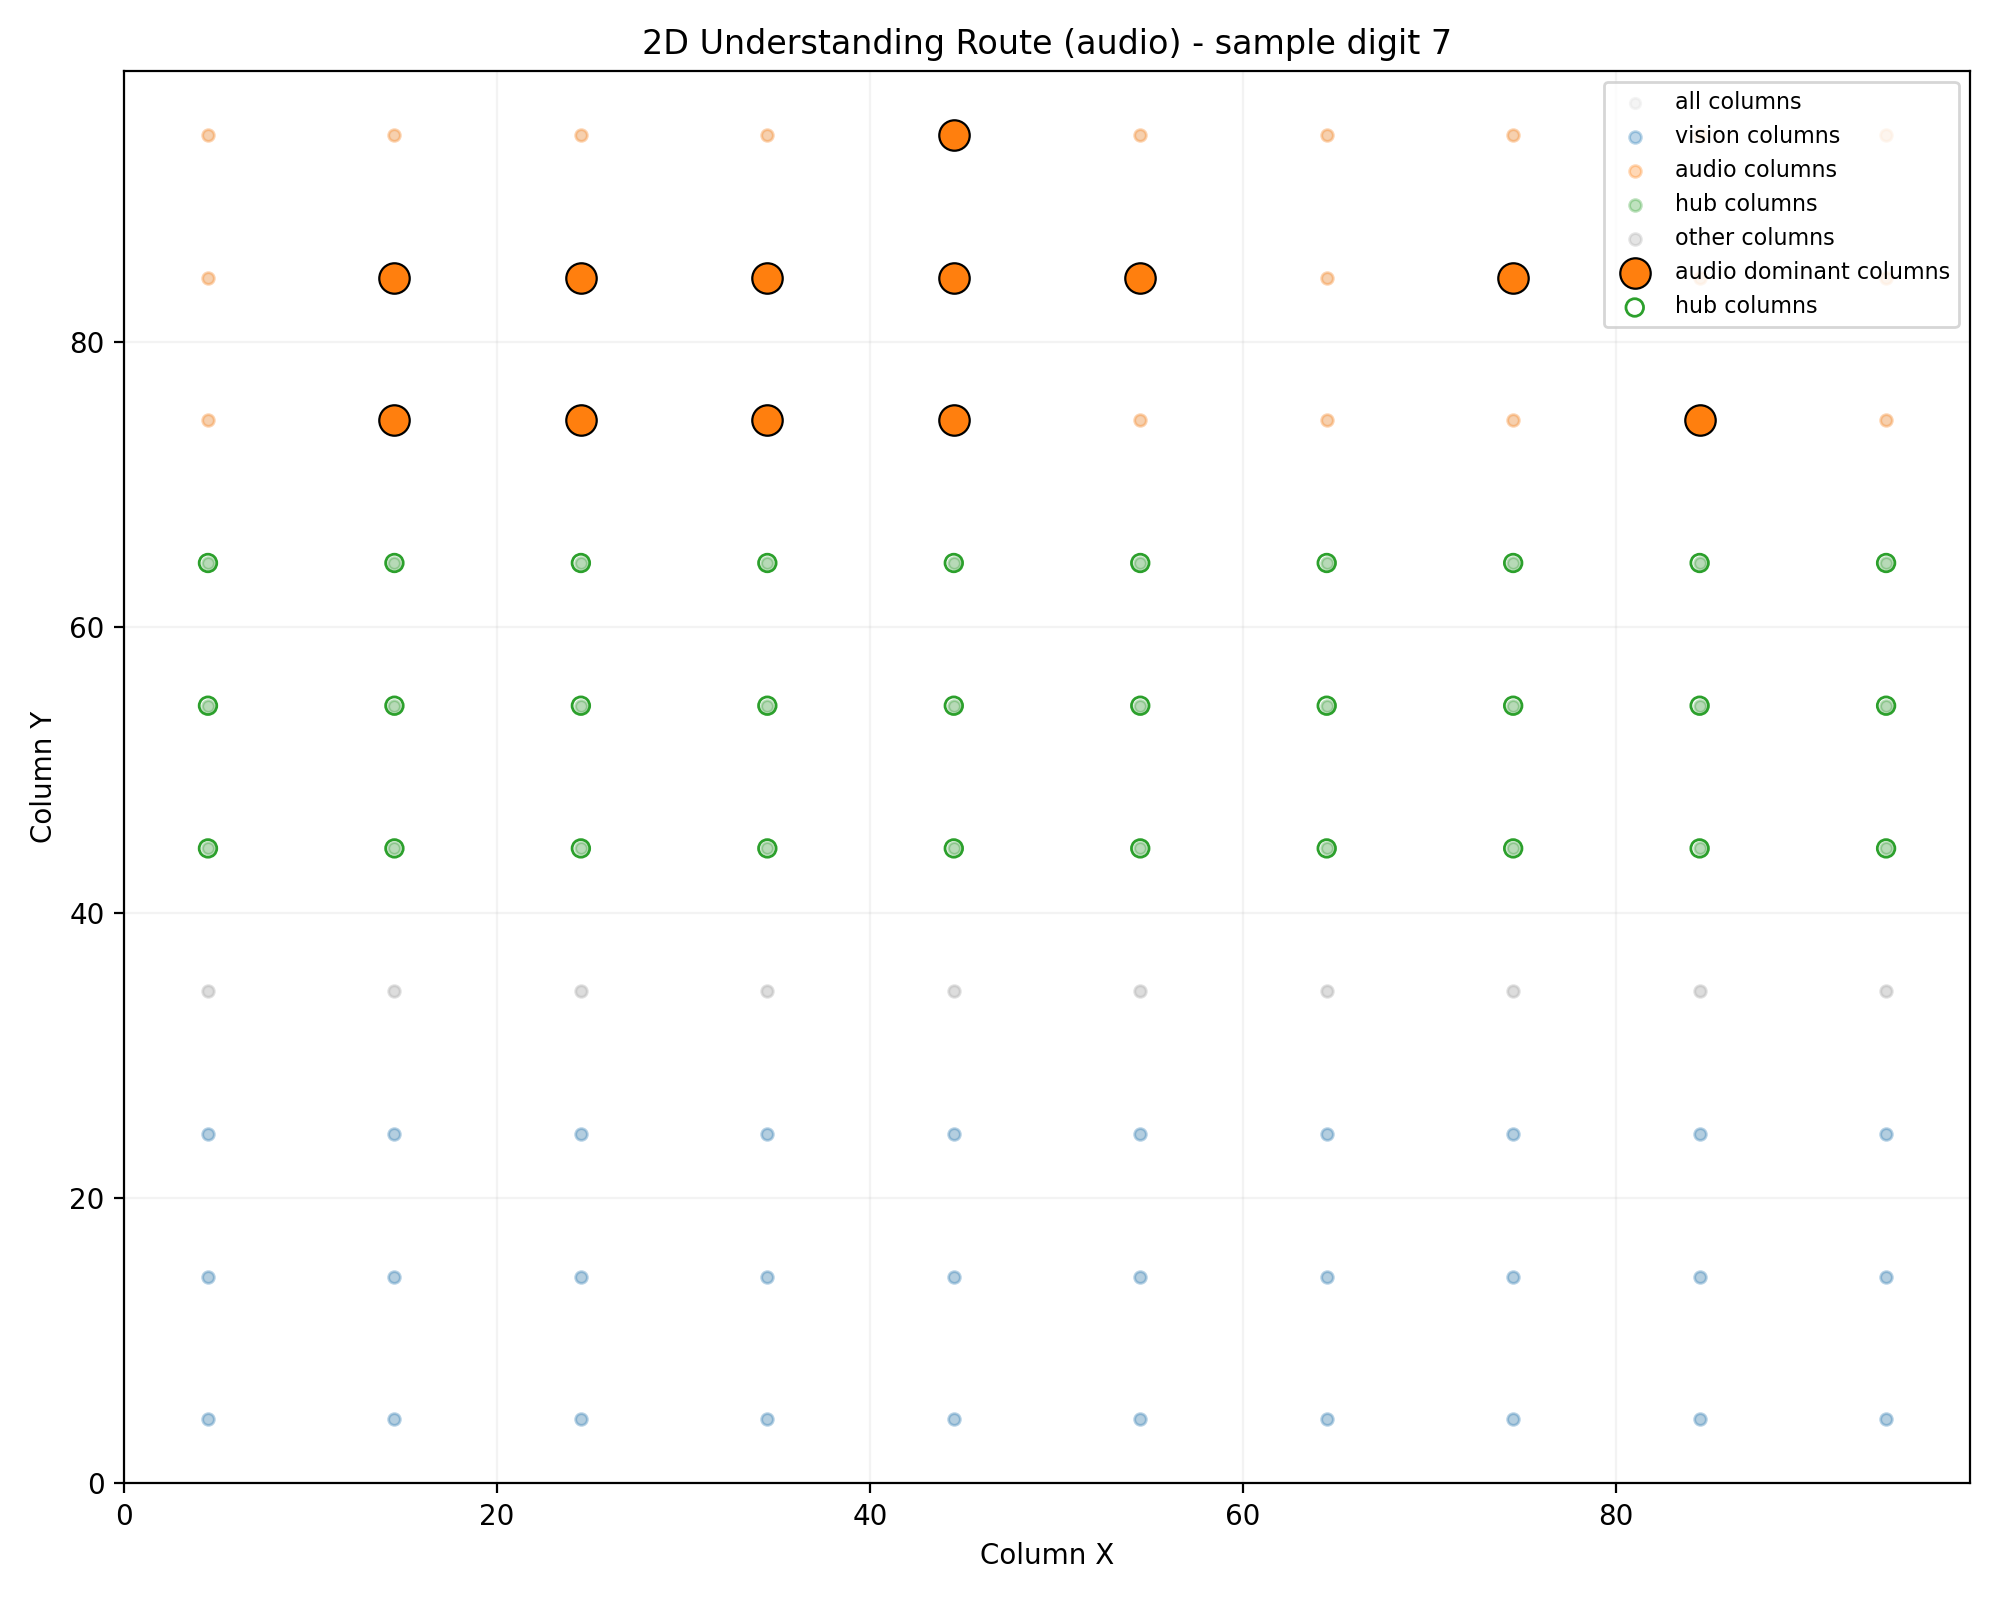 2D Understanding Route (audio) - sample digit 7
all columns
vision columns
audio columns
hub columns
other columns
audio dominant columns
hub columns
80
60
40
20
0
Column Y
0 20 40 60 80
Column X